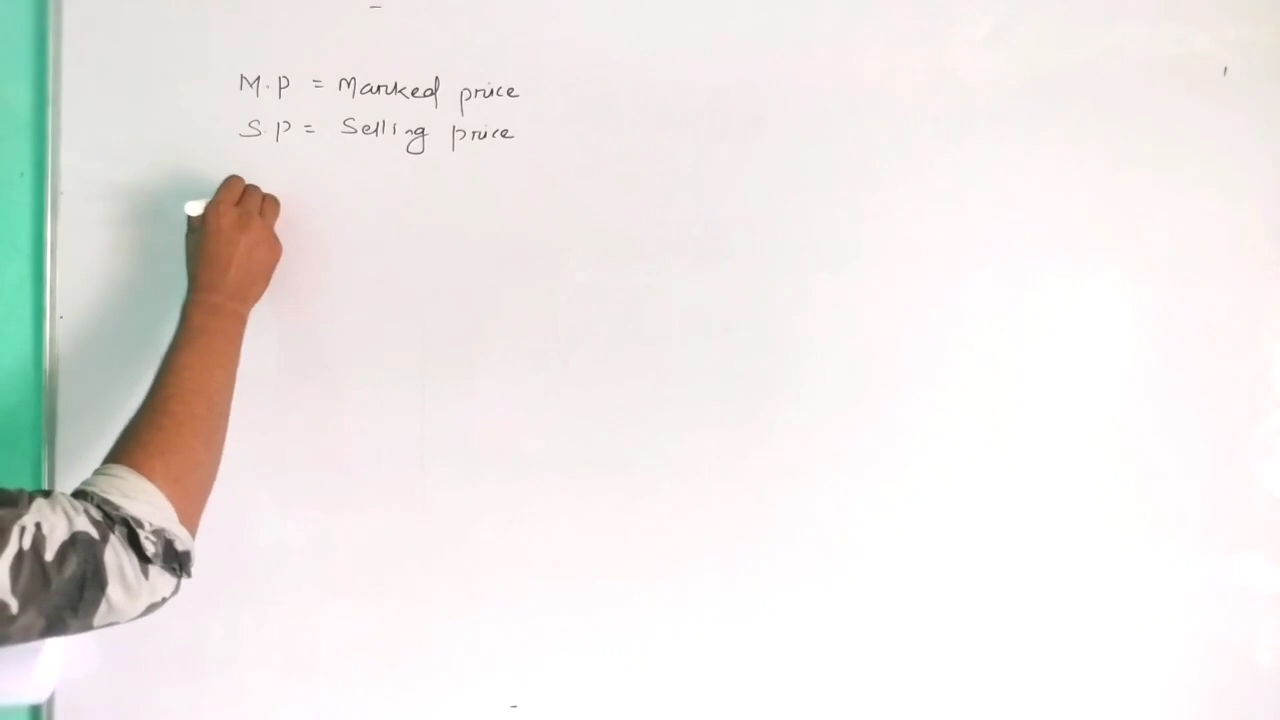 M.P = Marked price
S.P = Selling price